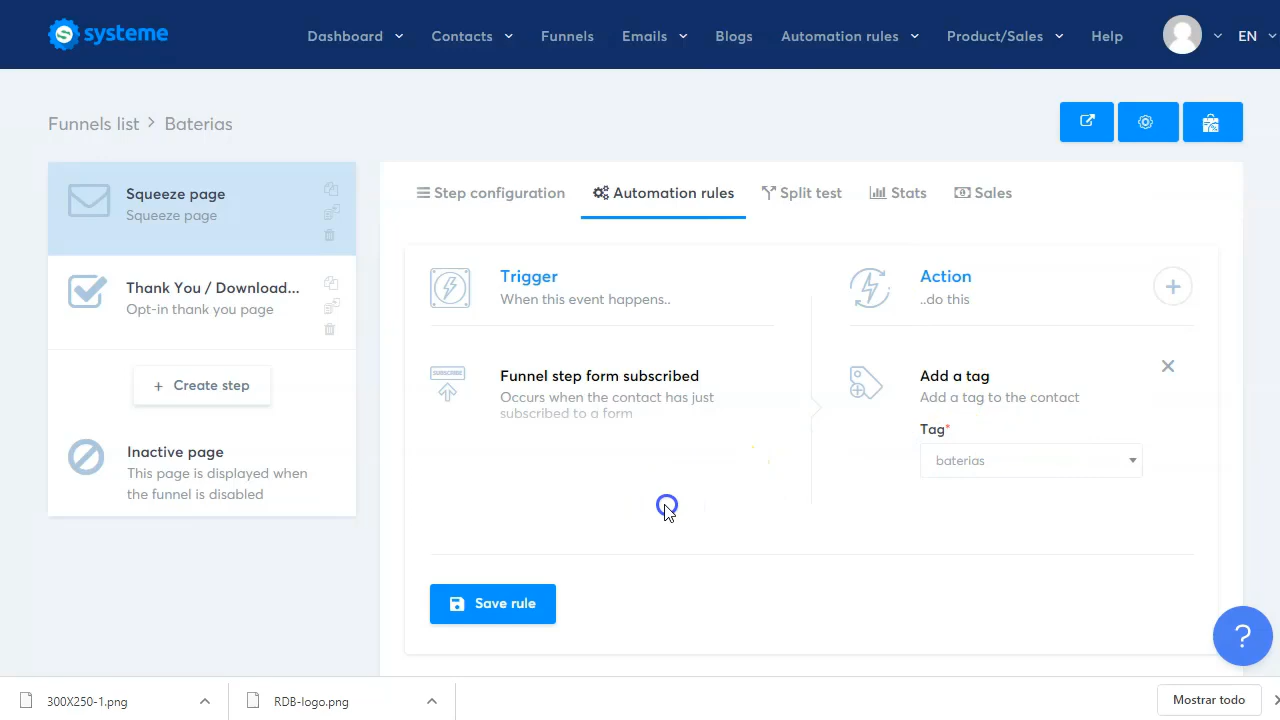 systeme
Dashboard Contacts Funnels Emails Blogs Automation rules Product/Sales Help EN
Funnels list > Baterias
Squeeze page
Squeeze page
Thank You / Download...
Opt-in thank you page
+ Create step
Inactive page
This page is displayed when
the funnel is disabled
Step configuration Automation rules Split test Stats Sales
Trigger
When this event happens..
Action
..do this
+
SUBSCRIBE
Funnel step form subscribed
Occurs when the contact has just
subscribed to a form
Add a tag
Add a tag to the contact
Tag*
baterias
Save rule
?
300X250-1.png
RDB-logo.png
Mostrar todo